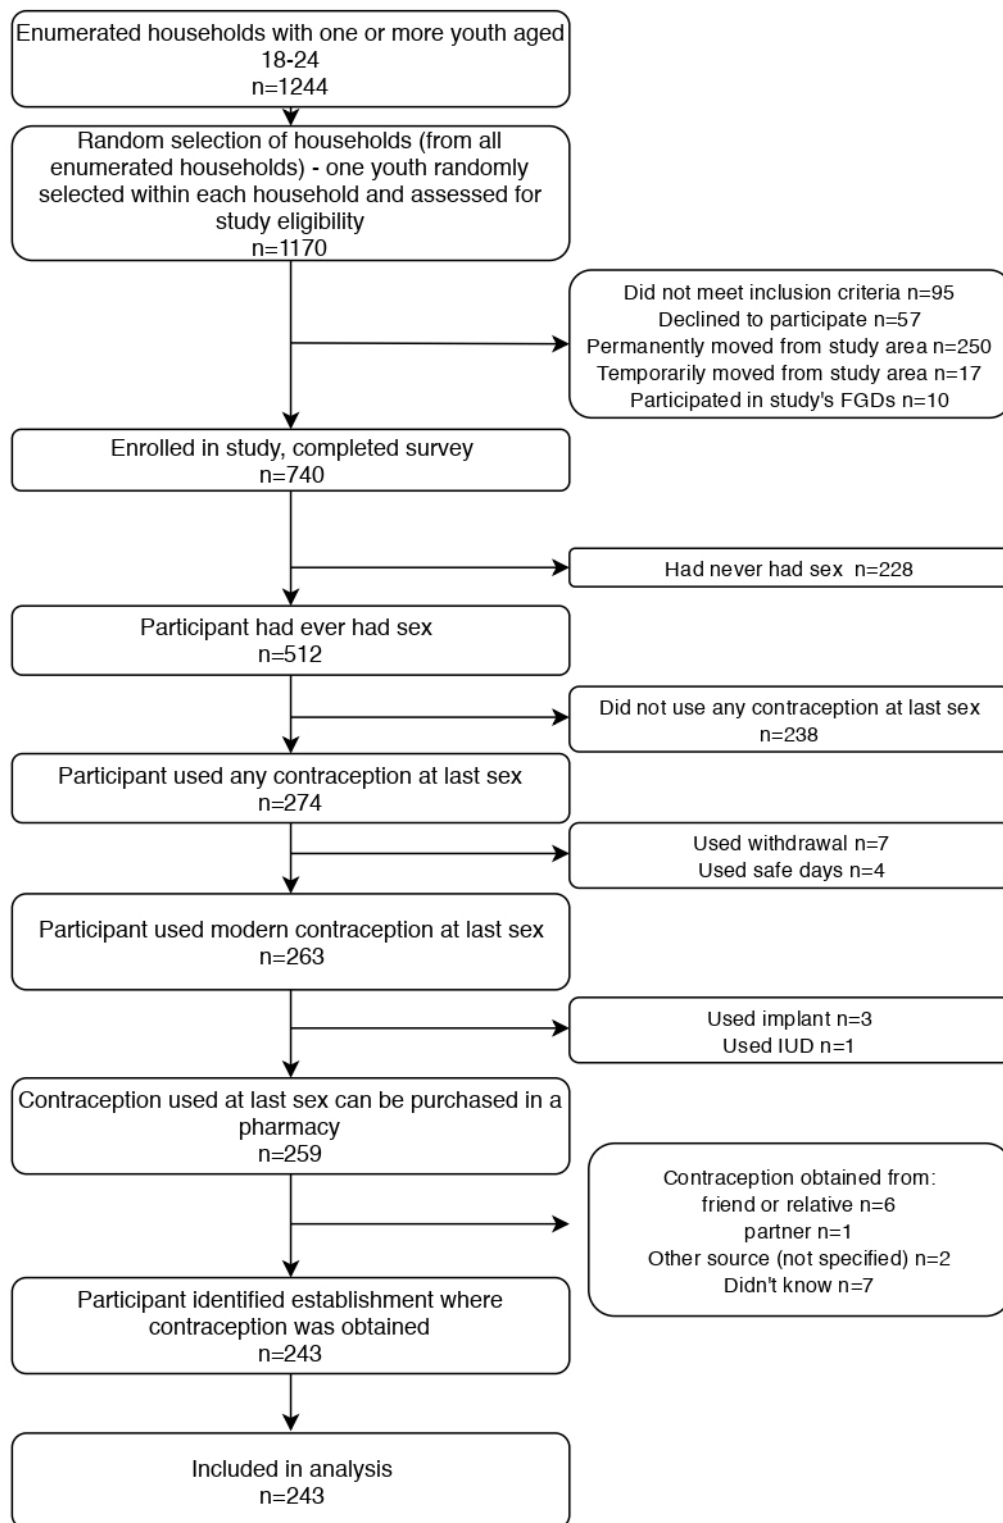 Enumerated households with one or more youth aged
18-24
n=1244
Random selection of households (from all
enumerated households) - one youth randomly
selected within each household and assessed for
study eligibility
n=1170
Did not meet inclusion criteria n=95
Declined to participate n=57
Permanently moved from study area n=250
Temporarily moved from study area n=17
Participated in study's FGDs n=10
Enrolled in study, completed survey
n=740
Had never had sex n=228
Participant had ever had sex
n=512
Did not use any contraception at last sex
n=238
Participant used any contraception at last sex
n=274
Used withdrawal n=7
Used safe days n=4
Participant used modern contraception at last sex
n=263
Used implant n=3
Used IUD n=1
Contraception used at last sex can be purchased in a
pharmacy
n=259
Contraception obtained from:
friend or relative n=6
partner n=1
Other source (not specified) n=2
Didn't know n=7
Participant identified establishment where
contraception was obtained
n=243
Included in analysis
n=243